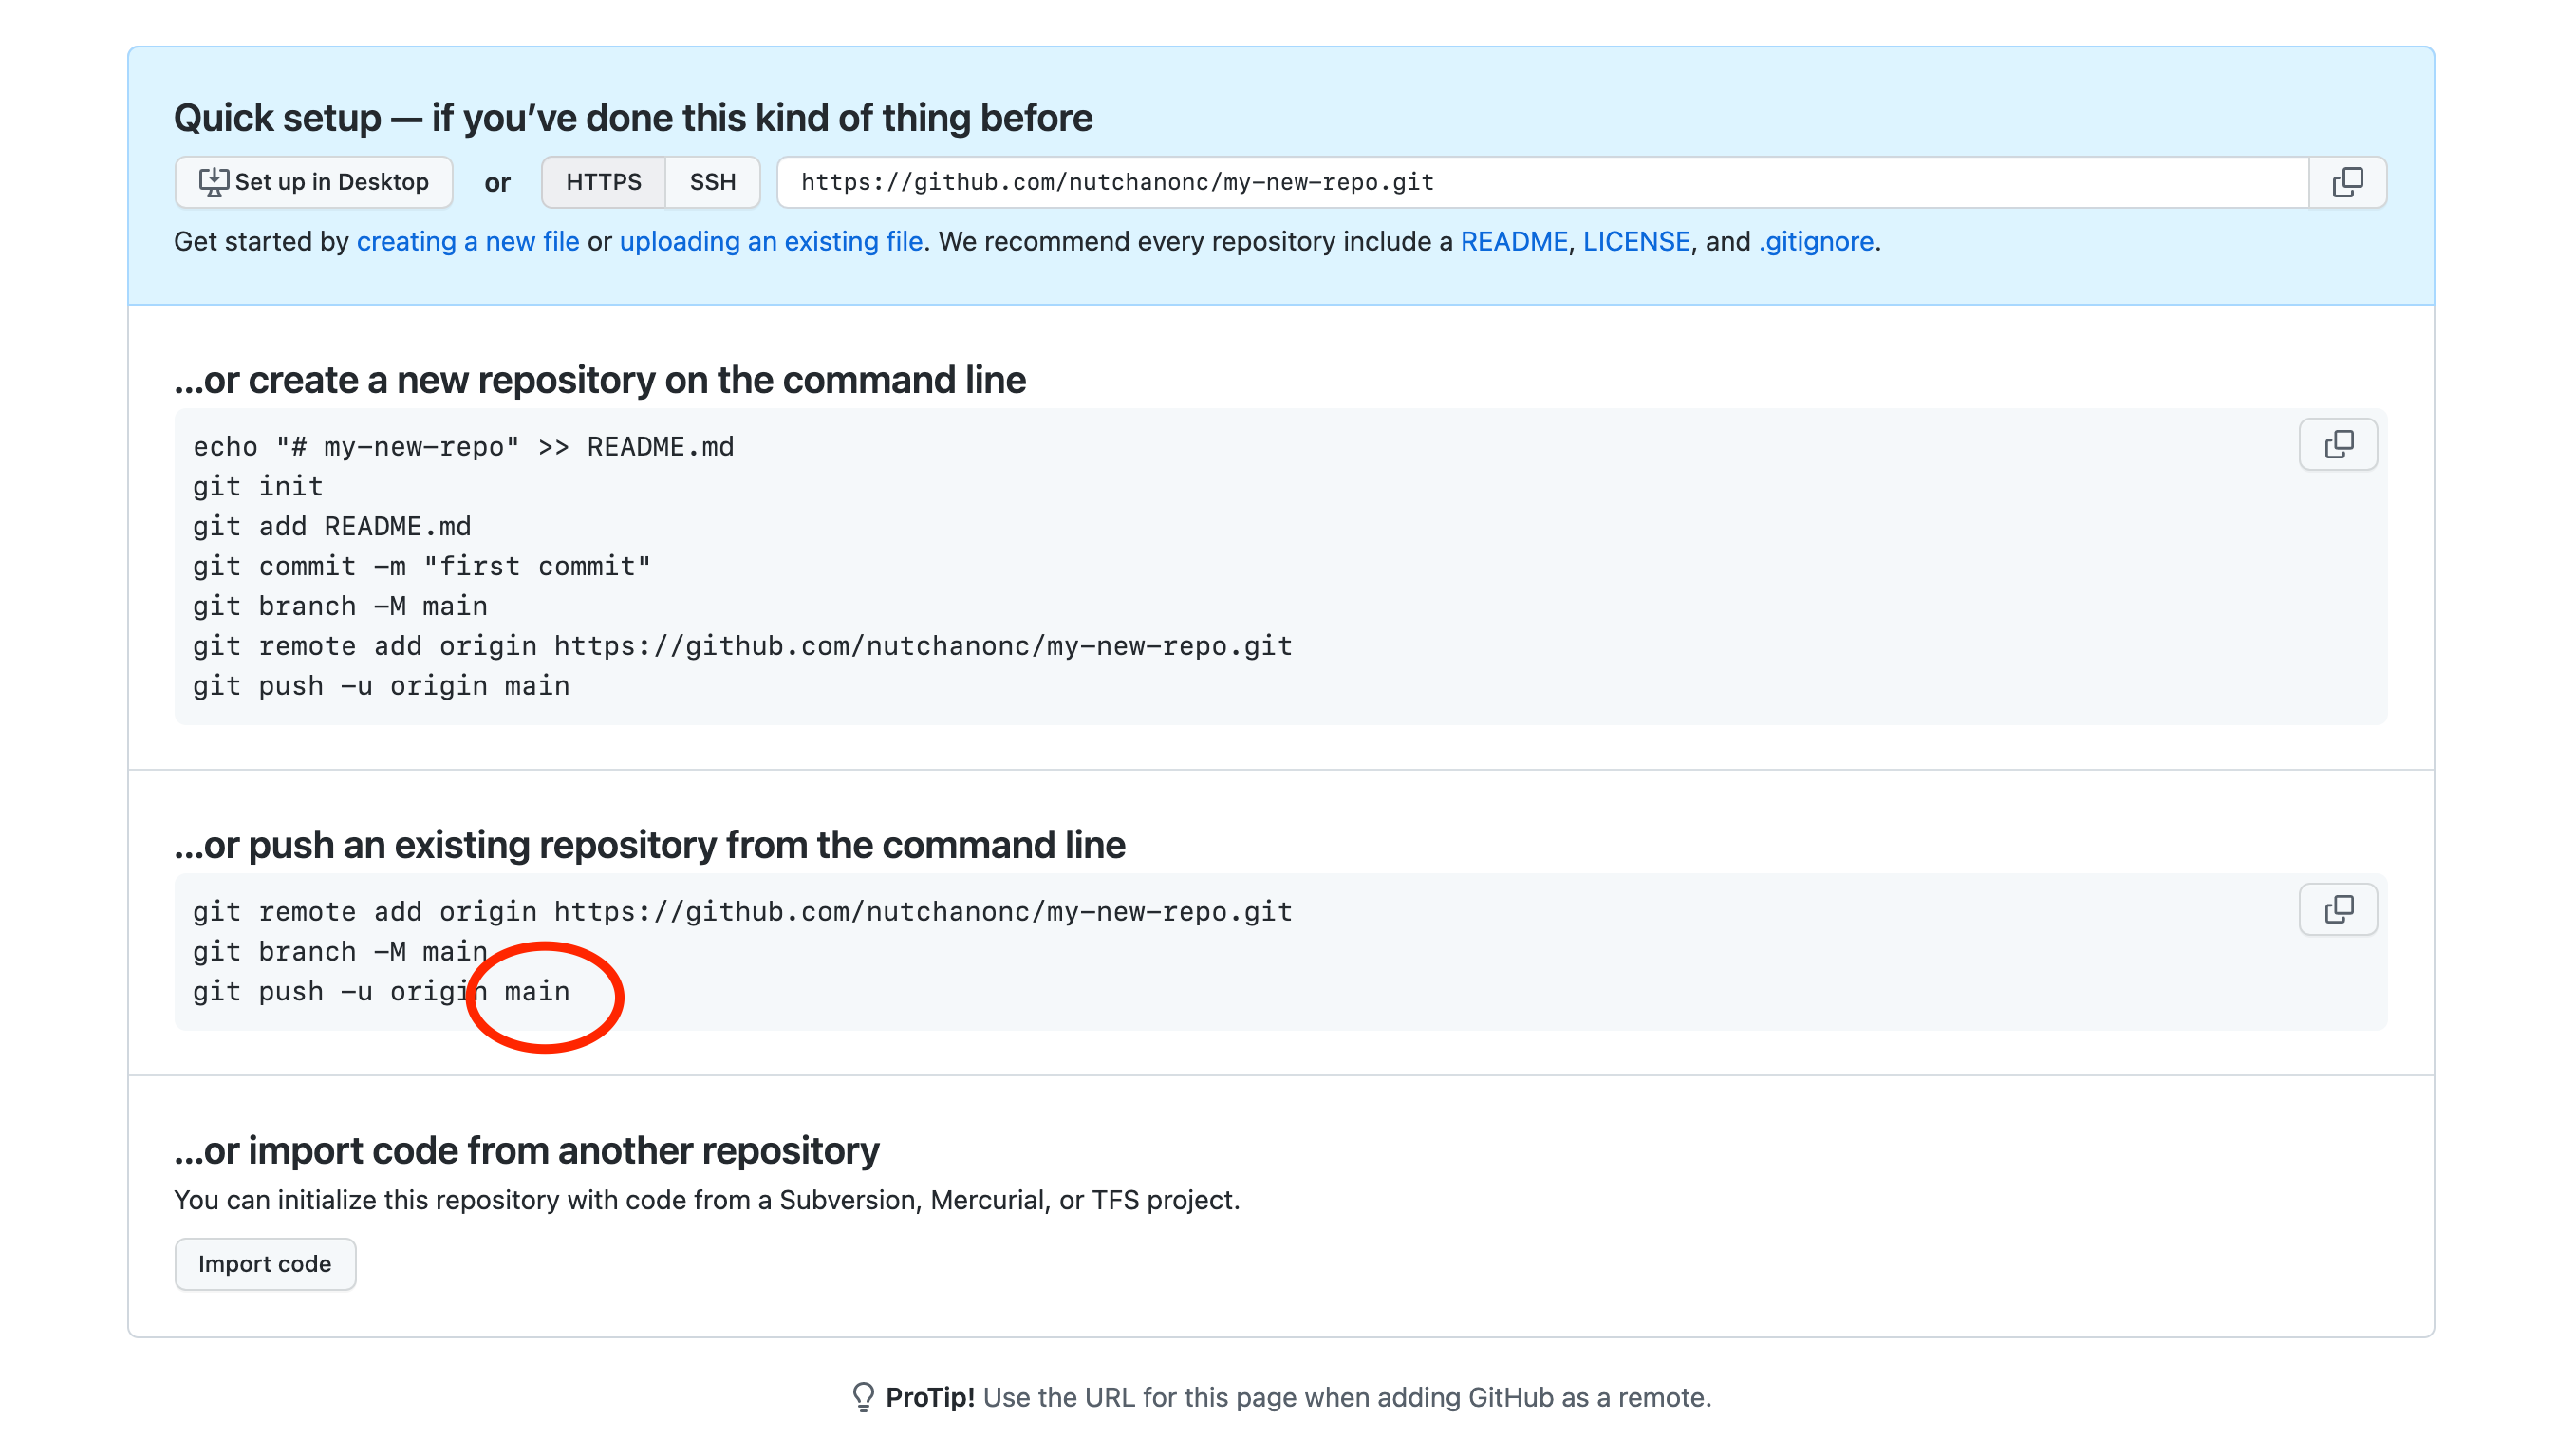 Quick setup — if you’ve done this kind of thing before
Set up in Desktop or HTTPS SSH https://github.com/nutchanonc/my-new-repo.git
Get started by creating a new file or uploading an existing file. We recommend every repository include a README, LICENSE, and .gitignore.
…or create a new repository on the command line
echo "# my-new-repo" >> README.md
git init
git add README.md
git commit -m "first commit"
git branch -M main
git remote add origin https://github.com/nutchanonc/my-new-repo.git
git push -u origin main
…or push an existing repository from the command line
git remote add origin https://github.com/nutchanonc/my-new-repo.git
git branch -M main
git push -u origin main
…or import code from another repository
You can initialize this repository with code from a Subversion, Mercurial, or TFS project.
Import code
ProTip! Use the URL for this page when adding GitHub as a remote.